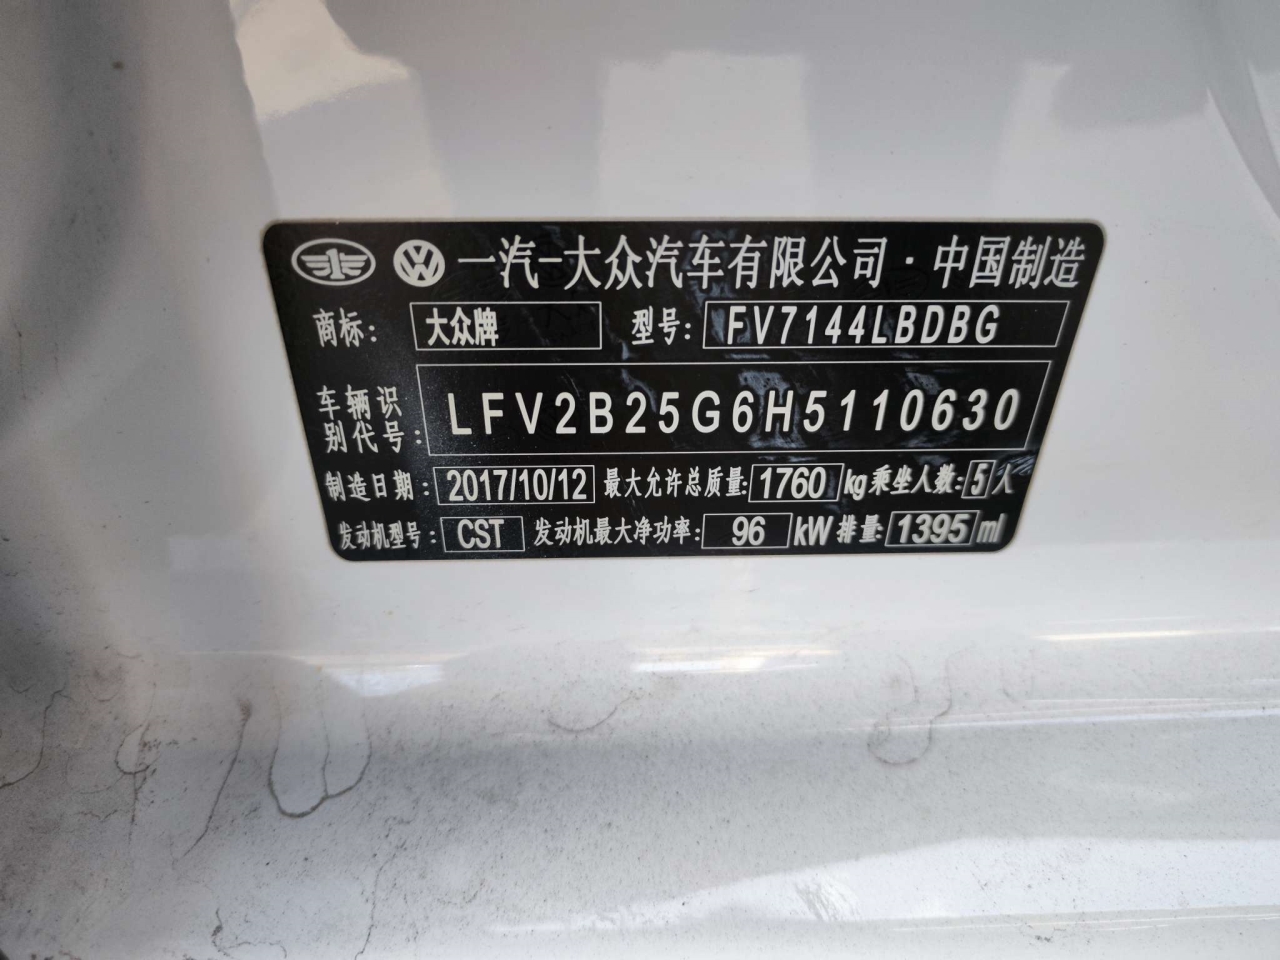 一汽-大众汽车有限公司·中国制造
商标: 大众牌 型号: FV7144LBDBG
车辆识别代号: LFV2B25G6H5110630
制造日期: 2017/10/12 最大允许总质量: 1760 kg 乘坐人数: 5 人
发动机型号: CST 发动机最大净功率: 96 kW 排量: 1395 ml